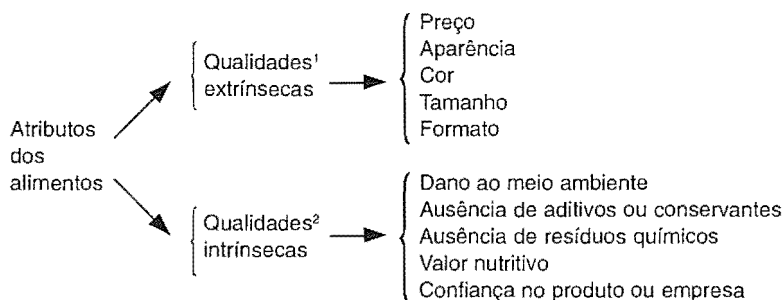 Atributos
dos
alimentos
Qualidades¹
extrínsecas
Preço
Aparência
Cor
Tamanho
Formato
Qualidades²
intrínsecas
Dano ao meio ambiente
Ausência de aditivos ou conservantes
Ausência de resíduos químicos
Valor nutritivo
Confiança no produto ou empresa